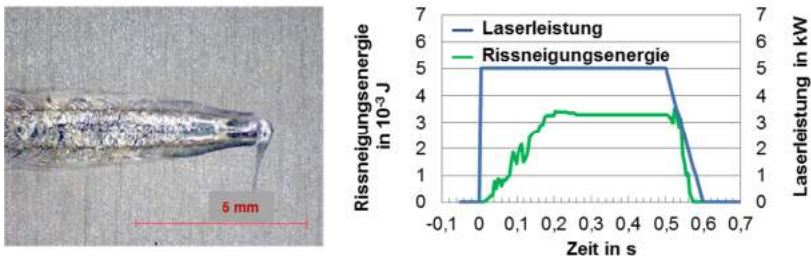 5 mm
Rissneigungsenergie
in 10⁻³ J
7
6
5
4
3
2
1
0
Laserleistung
Rissneigungsenergie
7
6
5
4
3
2
1
0
Laserleistung in kW
-0,1 0 0,1 0,2 0,3 0,4 0,5 0,6 0,7
Zeit in s